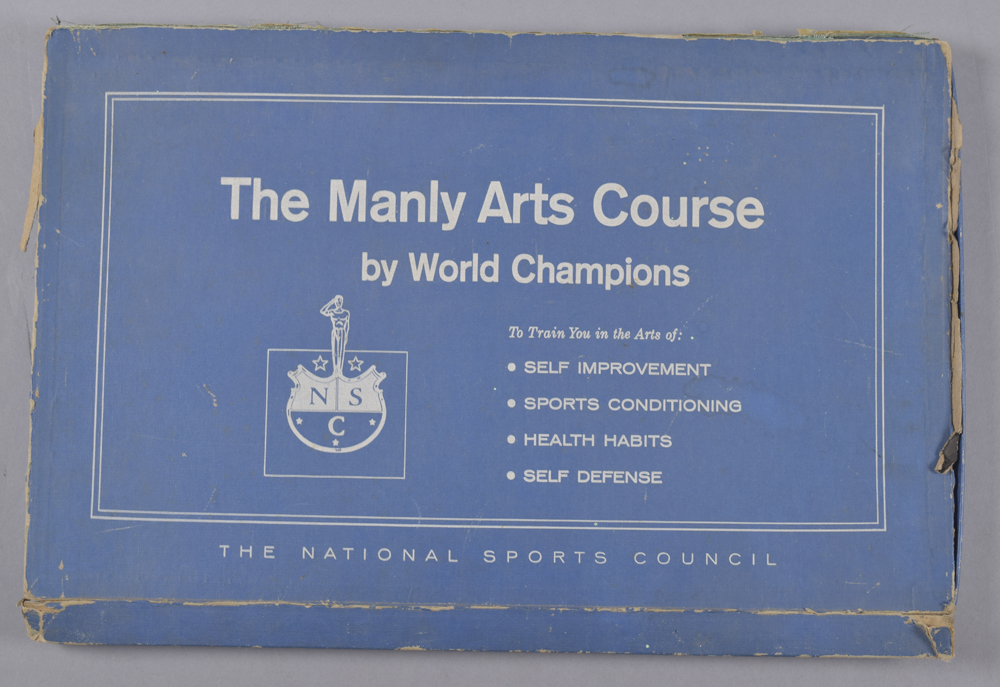 The Manly Arts Course
by World Champions
To Train You in the Arts of:
• SELF IMPROVEMENT
• SPORTS CONDITIONING
• HEALTH HABITS
• SELF DEFENSE
N S
C
THE NATIONAL SPORTS COUNCIL